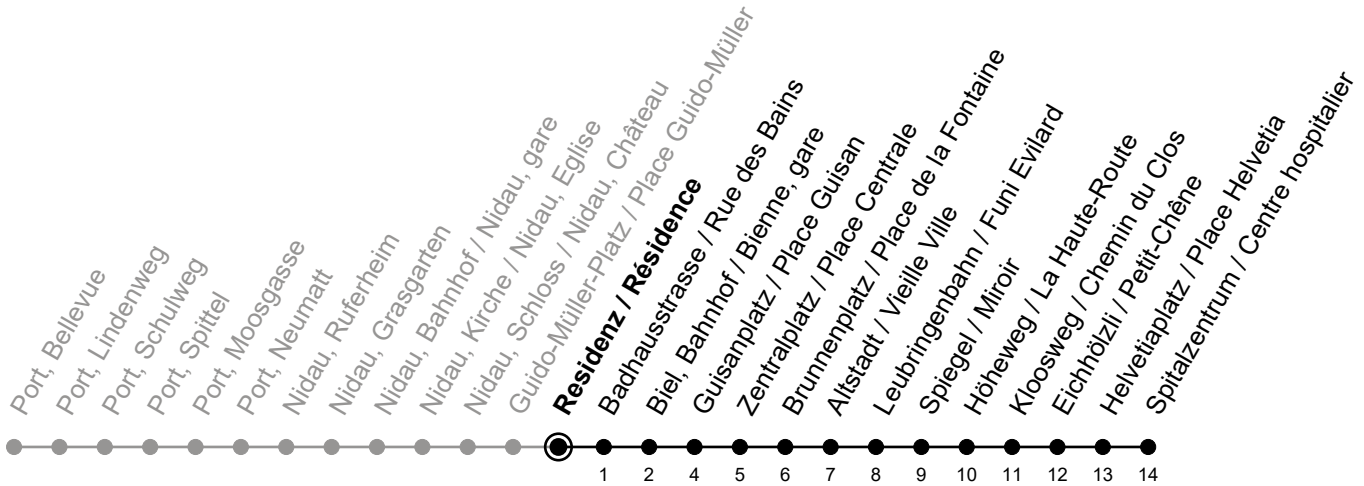 Port, Bellevue
Port, Lindenweg
Port, Schulweg
Port, Spittel
Port, Moosgasse
Port, Neumatt
Nidau, Ruferheim
Nidau, Grasgarten
Nidau, Bahnhof / Nidau, gare
Nidau, Kirche / Nidau, Eglise
Nidau, Schloss / Nidau, Château
Guido-Müller-Platz / Place Guido-Müller
Residenz / Résidence
Badhausstrasse / Rue des Bains
Biel, Bahnhof / Bienne, gare
Guisanplatz / Place Guisan
Zentralplatz / Place Centrale
Brunnenplatz / Place de la Fontaine
Altstadt / Vieille Ville
Leubringenbahn / Funi Evilard
Spiegel / Miroir
Höheweg / La Haute-Route
Kloosweg / Chemin du Clos
Eichhölzli / Petit-Chêne
Helvetiaplatz / Place Helvetia
Spitalzentrum / Centre hospitalier
1 2 4 5 6 7 8 9 10 11 12 13 14